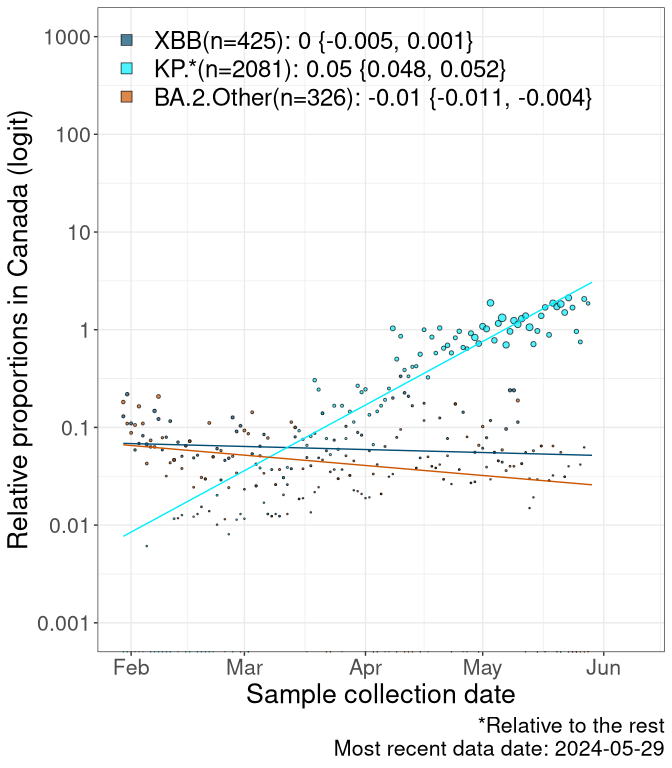 XBB(n=425): 0 {-0.005, 0.001}
KP.*(n=2081): 0.05 {0.048, 0.052}
BA.2.Other(n=326): -0.01 {-0.011, -0.004}
Relative proportions in Canada (logit)
1000
100
10
1
0.1
0.01
0.001
Feb Mar Apr May Jun
Sample collection date
*Relative to the rest
Most recent data date: 2024-05-29